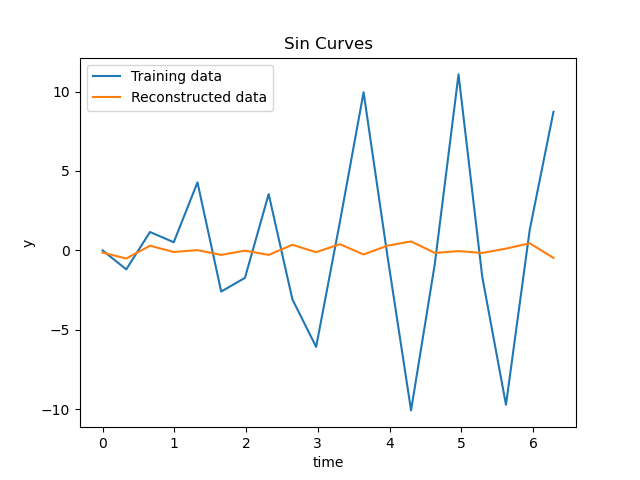 Sin Curves
Training data
Reconstructed data
10
5
0
−5
−10
y
0 1 2 3 4 5 6
time